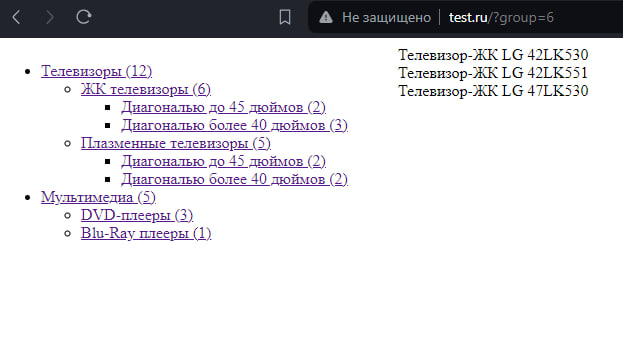 Не защищено test.ru/?group=6
Телевизоры (12)
ЖК телевизоры (6)
Диагональю до 45 дюймов (2)
Диагональю более 40 дюймов (3)
Плазменные телевизоры (5)
Диагональю до 45 дюймов (2)
Диагональю более 40 дюймов (2)
Мультимедиа (5)
DVD-плееры (3)
Blu-Ray плееры (1)
Телевизор-ЖК LG 42LK530
Телевизор-ЖК LG 42LK551
Телевизор-ЖК LG 47LK530